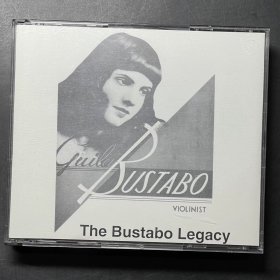 Guila
BUSTABO
VIOLINIST
The Bustabo Legacy